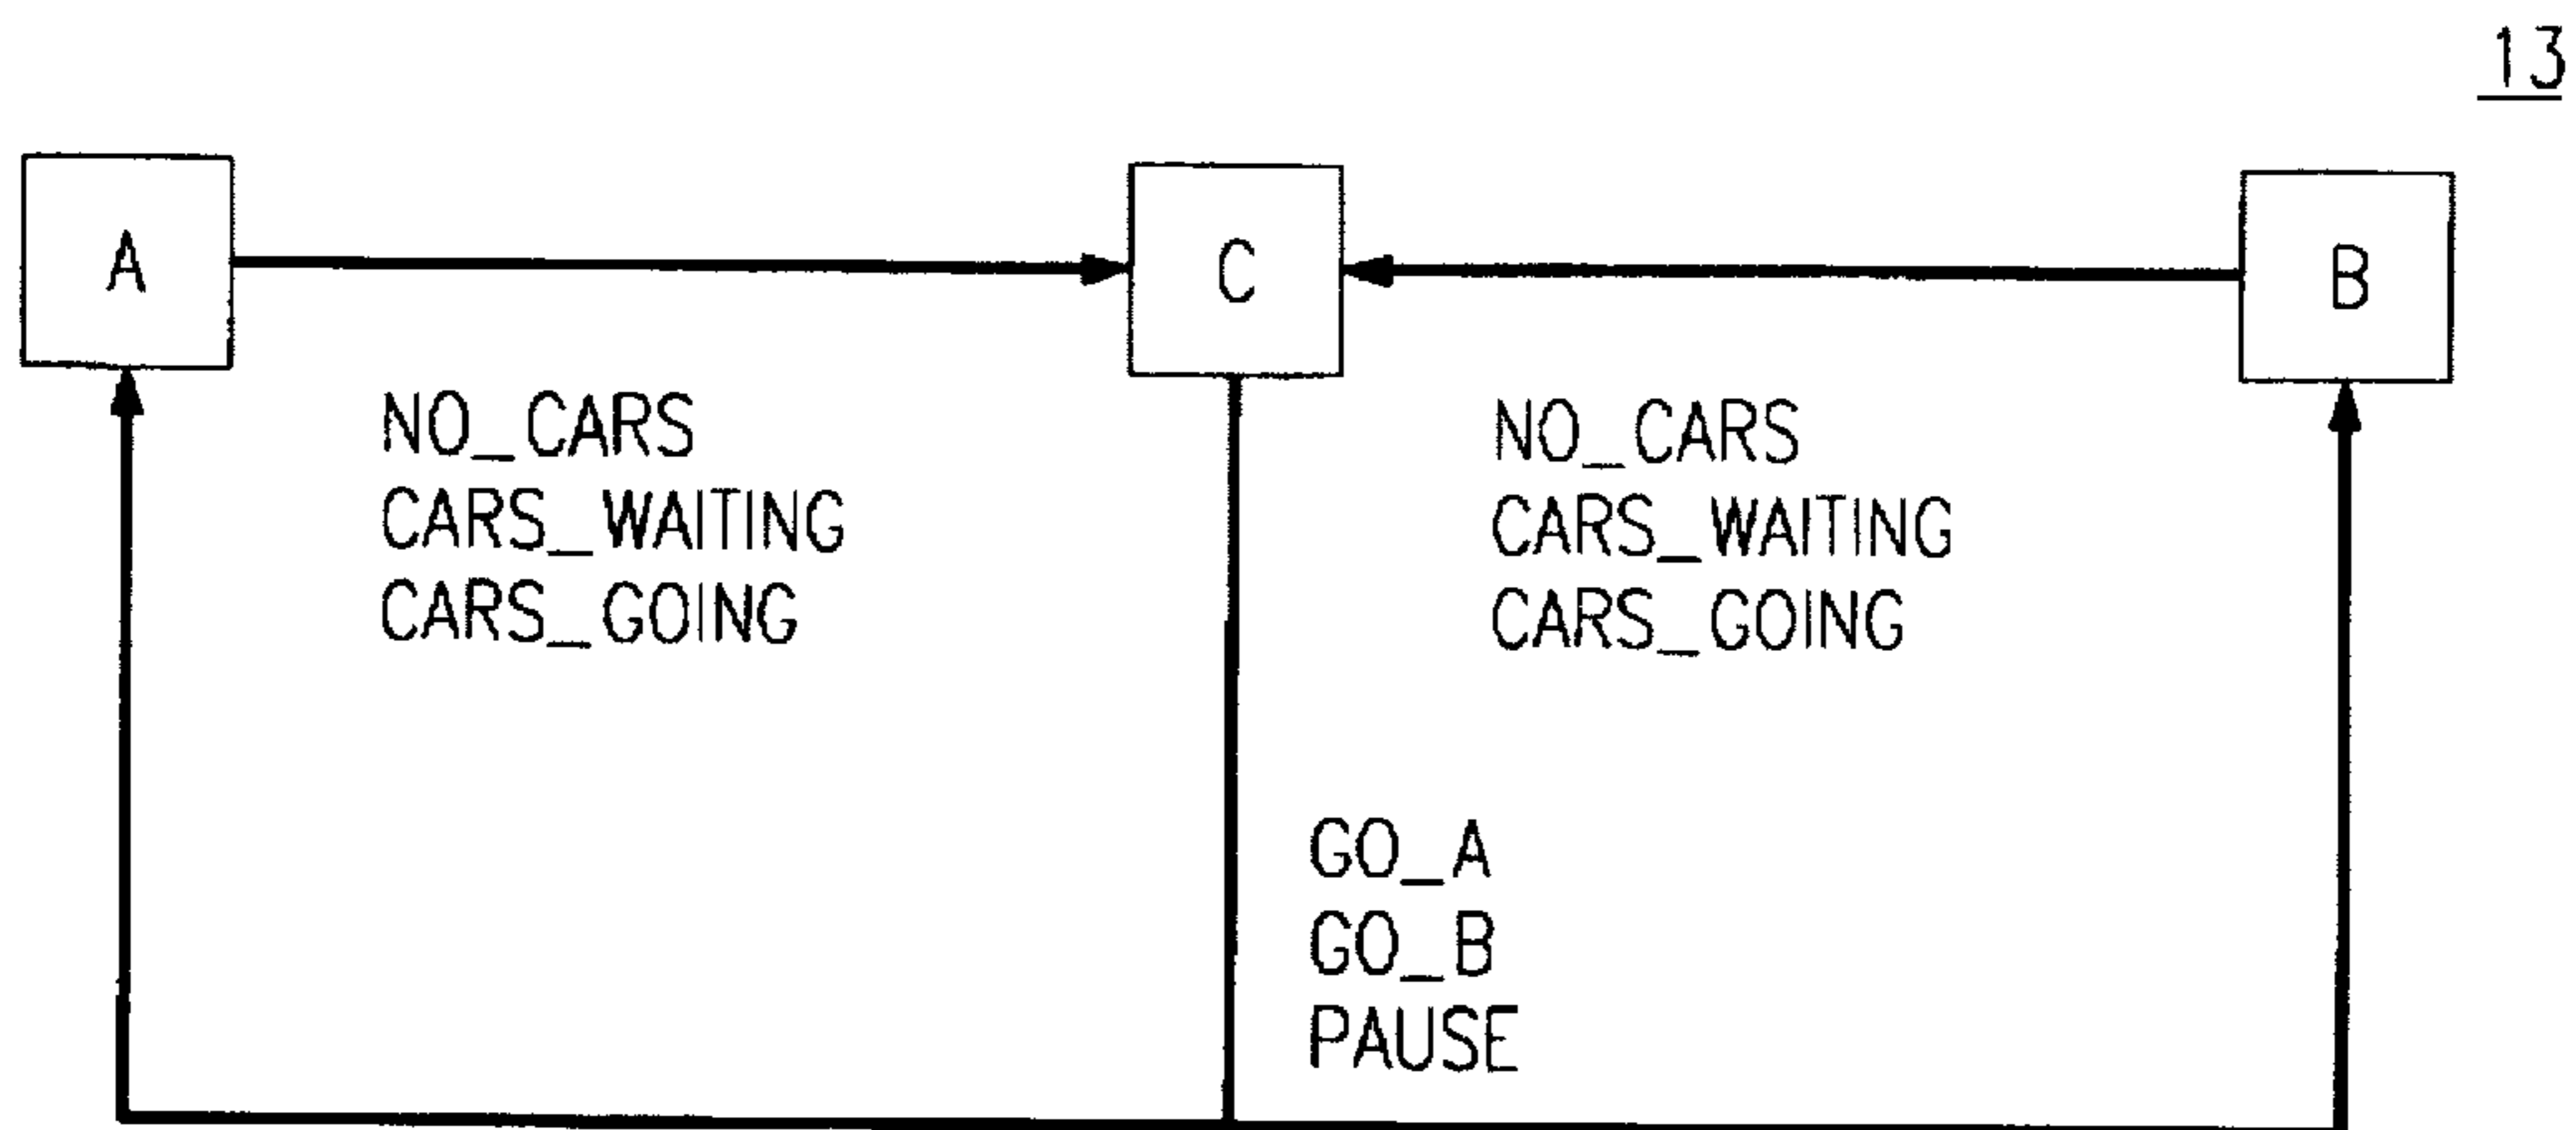 13
A
C
B
NO_CARS
CARS_WAITING
CARS_GOING
NO_CARS
CARS_WAITING
CARS_GOING
GO_A
GO_B
PAUSE